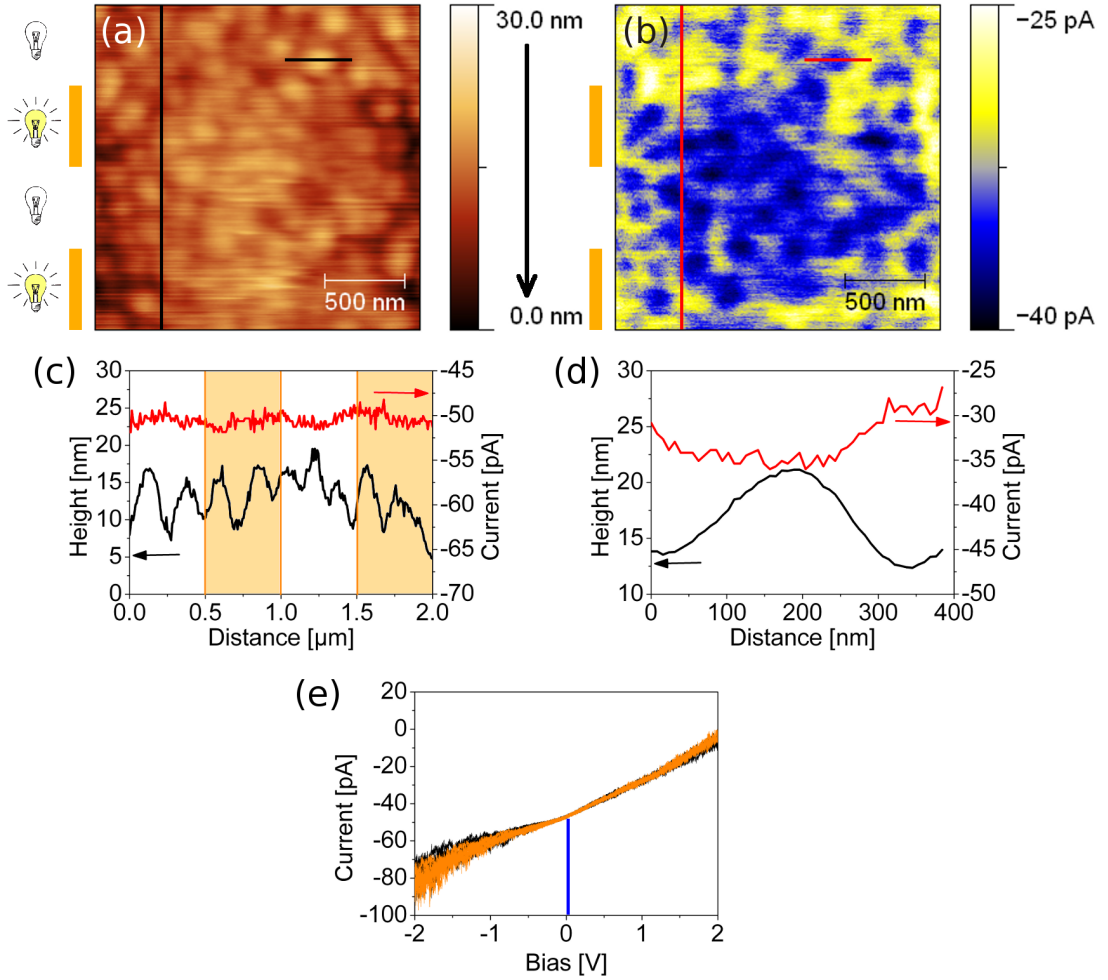 (a)
30.0 nm
0.0 nm
500 nm
(b)
−25 pA
−40 pA
500 nm
(c)
30
25
20
15
10
5
0
Height [nm]
0.0
0.5
1.0
1.5
2.0
Distance [µm]
-45
-50
-55
-60
-65
-70
Current [pA]
(d)
30
25
20
15
10
Height [nm]
0
100
200
300
400
Distance [nm]
-25
-30
-35
-40
-45
-50
Current [pA]
(e)
20
0
-20
-40
-60
-80
-100
Current [pA]
-2
-1
0
1
2
Bias [V]